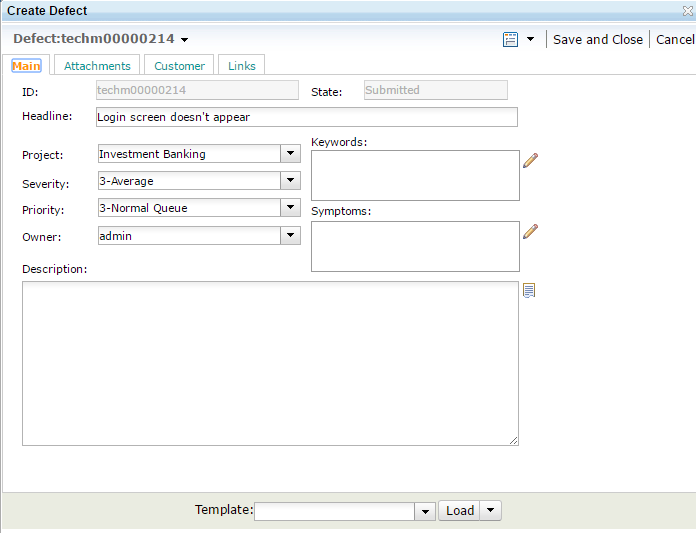 Create Defect
Defect:techm00000214
Save and Close
Cancel
Main
Attachments
Customer
Links
ID: techm00000214 State: Submitted
Headline: Login screen doesn't appear
Keywords:
Project: Investment Banking
Severity: 3-Average
Priority: 3-Normal Queue
Symptoms:
Owner: admin
Description:
Template: Load